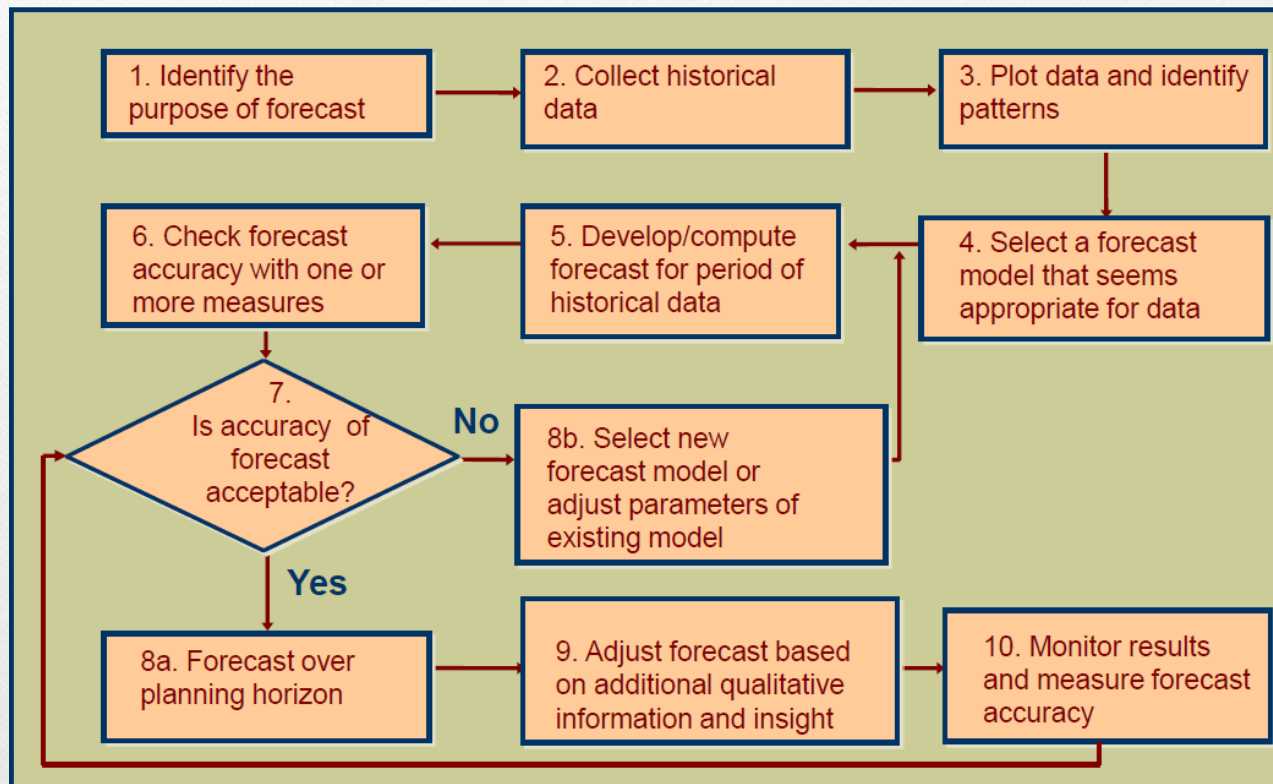 1. Identify the
purpose of forecast
2. Collect historical
data
3. Plot data and identify
patterns
6. Check forecast
accuracy with one or
more measures
5. Develop/compute
forecast for period of
historical data
4. Select a forecast
model that seems
appropriate for data
7.
Is accuracy of
forecast
acceptable?
No
8b. Select new
forecast model or
adjust parameters of
existing model
Yes
8a. Forecast over
planning horizon
9. Adjust forecast based
on additional qualitative
information and insight
10. Monitor results
and measure forecast
accuracy